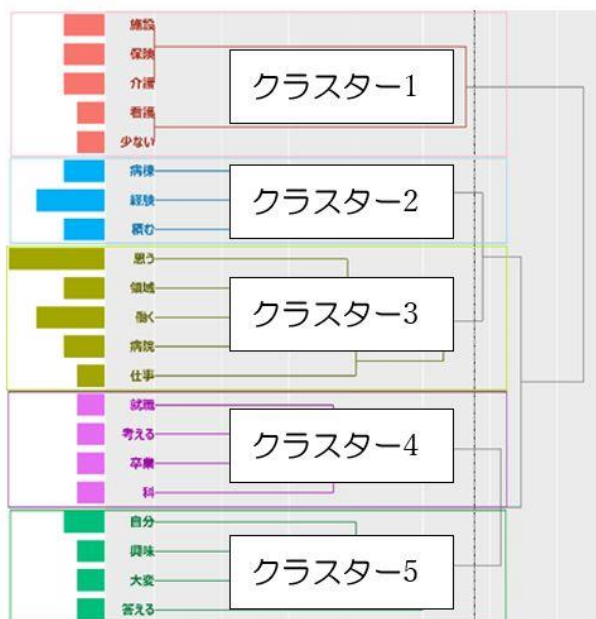 施設
保険
クラスター1
介護
看護
少ない
病棟
経験
クラスター2
積む
思う
領域
働く
クラスター3
病院
仕事
就職
考える
クラスター4
卒業
科
自分
興味
大変
クラスター5
答える